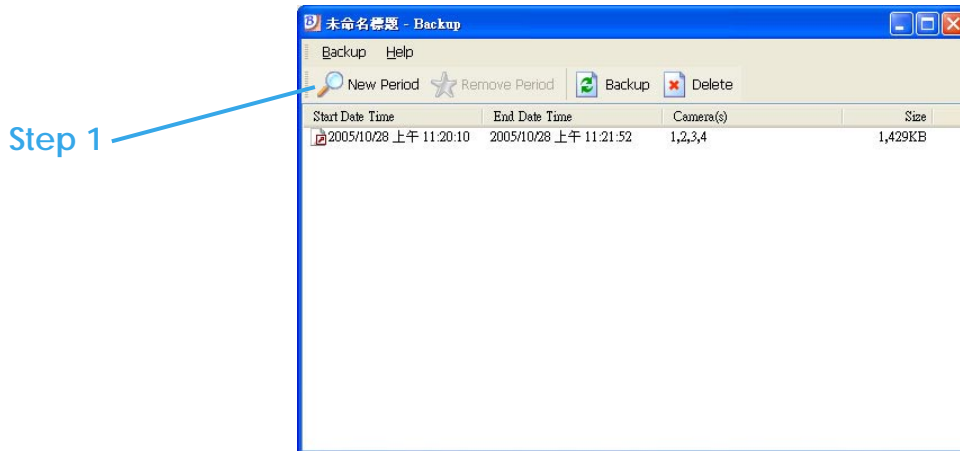 未命名標題 - Backup
Backup Help
New Period Remove Period Backup Delete
Start Date Time End Date Time Camera(s) Size
2005/10/28 上午 11:20:10 2005/10/28 上午 11:21:52 1,2,3,4 1,429KB
Step 1